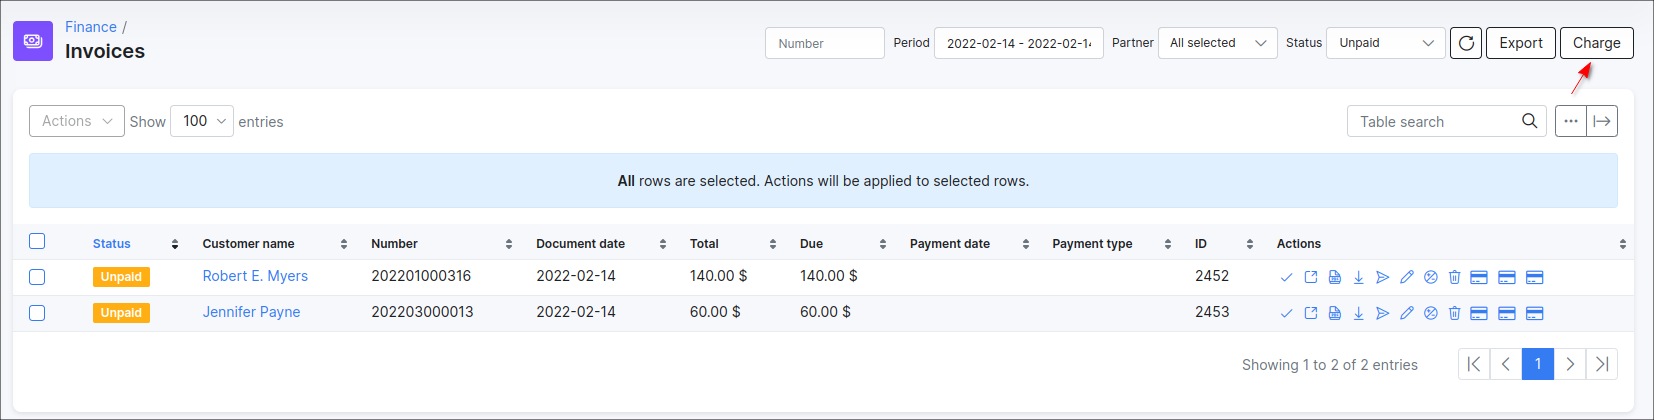 Finance /
Invoices
Number Period 2022-02-14 - 2022-02-14 Partner All selected Status Unpaid Export Charge
Actions Show 100 entries Table search
All rows are selected. Actions will be applied to selected rows.
Status Customer name Number Document date Total Due Payment date Payment type ID Actions
Unpaid Robert E. Myers 202201000316 2022-02-14 140.00 $ 140.00 $ 2452
Unpaid Jennifer Payne 202203000013 2022-02-14 60.00 $ 60.00 $ 2453
Showing 1 to 2 of 2 entries 1